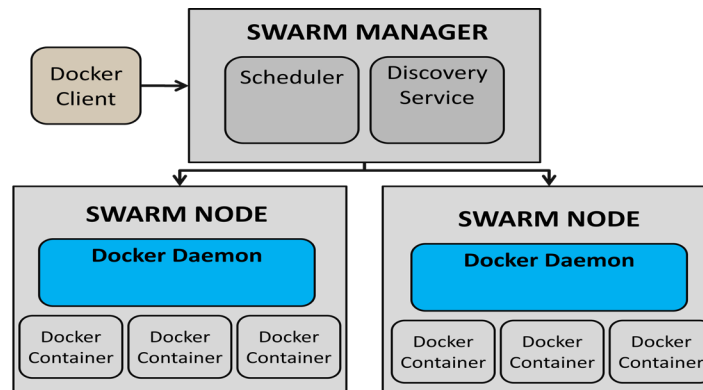 SWARM MANAGER
Docker
Client
Scheduler
Discovery
Service
SWARM NODE
Docker Daemon
Docker
Container
Docker
Container
Docker
Container
SWARM NODE
Docker Daemon
Docker
Container
Docker
Container
Docker
Container